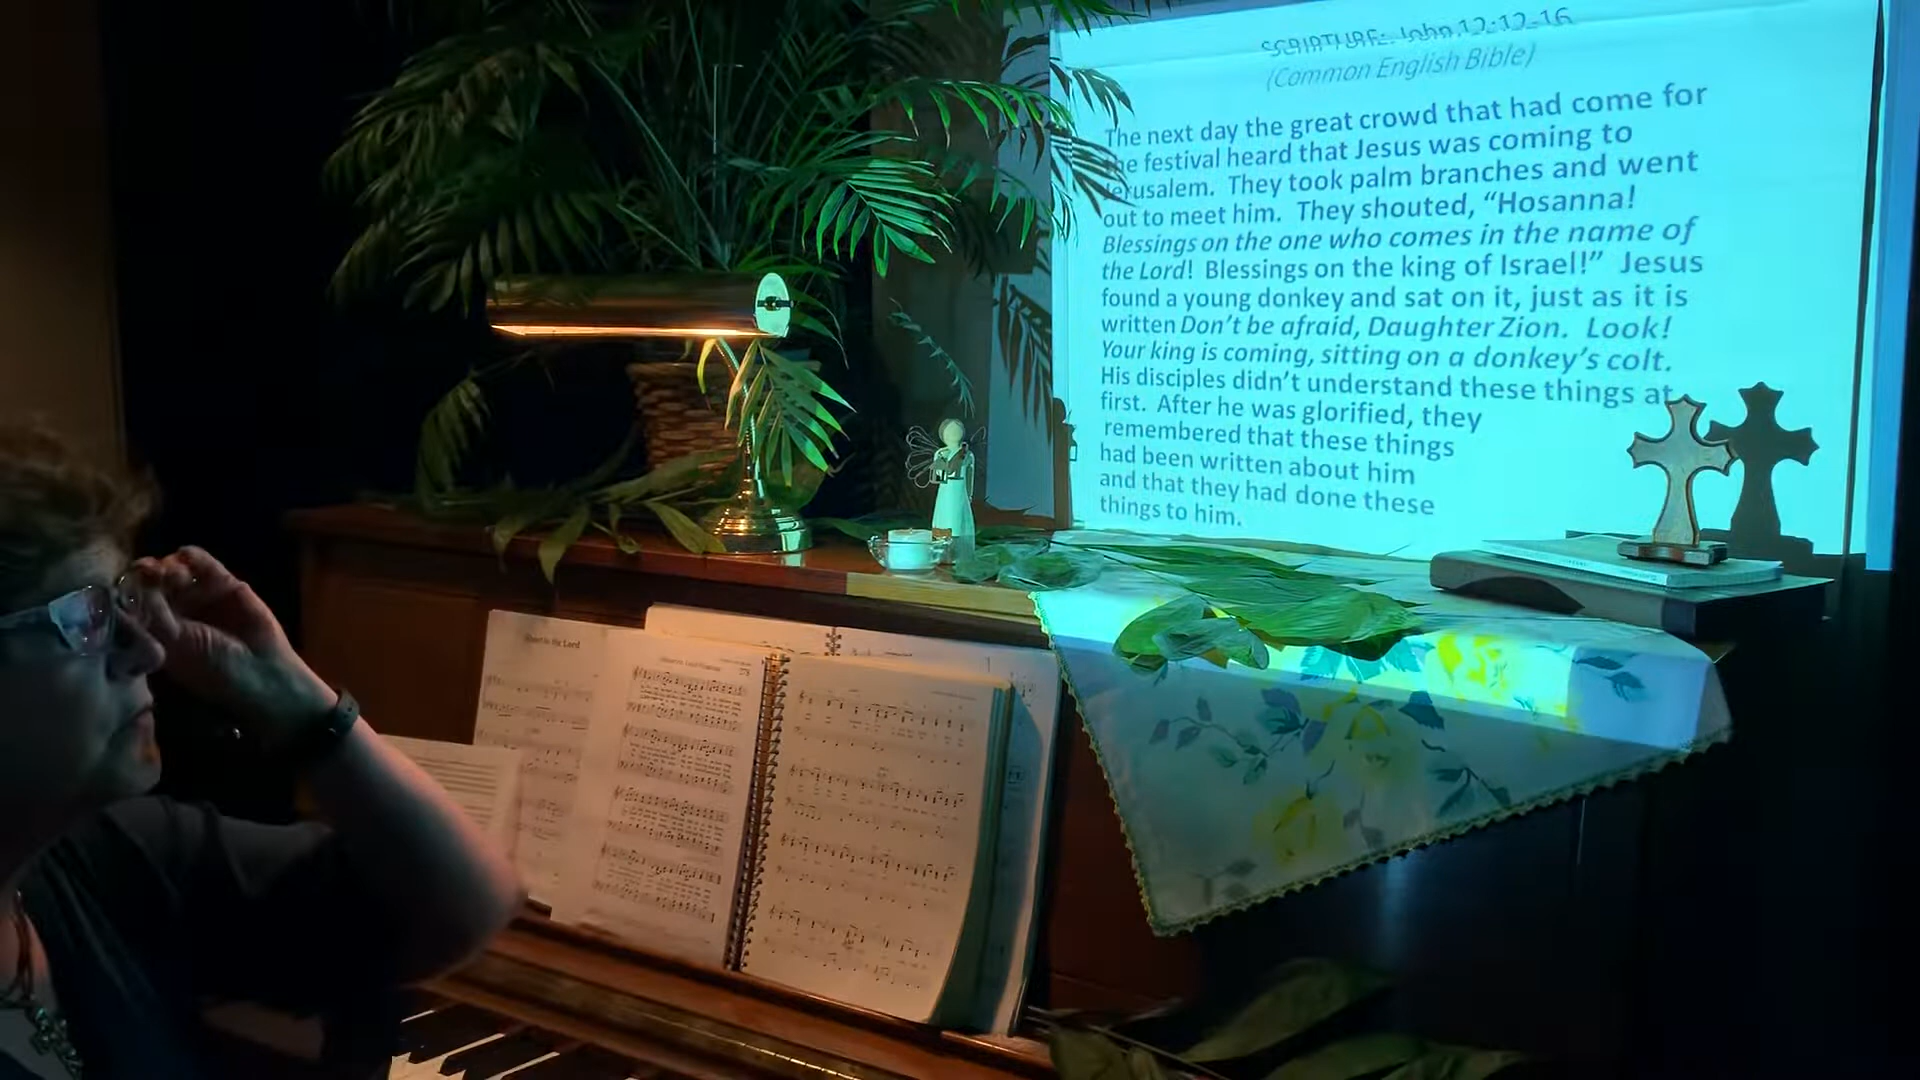 SCRIPTURE: John 12:12-16
(Common English Bible)
The next day the great crowd that had come for
the festival heard that Jesus was coming to
Jerusalem. They took palm branches and went
out to meet him. They shouted, “Hosanna!
Blessings on the one who comes in the name of
the Lord! Blessings on the king of Israel!” Jesus
found a young donkey and sat on it, just as it is
written Don’t be afraid, Daughter Zion. Look!
Your king is coming, sitting on a donkey’s colt.
His disciples didn’t understand these things at
first. After he was glorified, they
remembered that these things
had been written about him
and that they had done these
things to him.